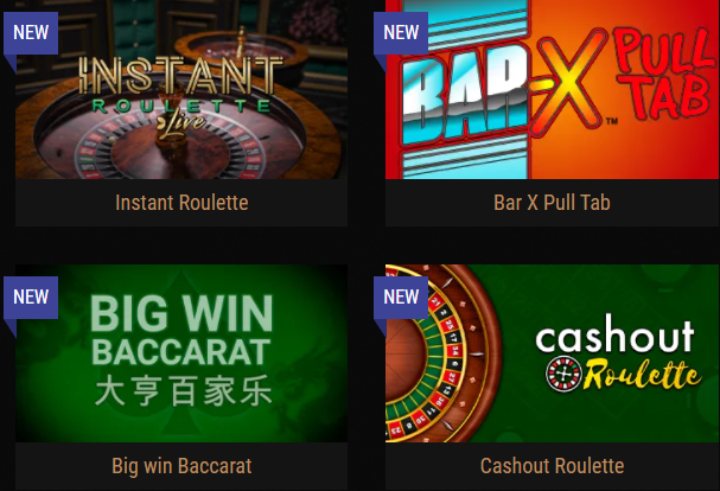 NEW
INSTANT
ROULETTE
Live
Instant Roulette
NEW
BAR-X
PULL
TAB
TM
Bar X Pull Tab
NEW
BIG WIN
BACCARAT
大亨百家乐
Big win Baccarat
NEW
cashout
Roulette
Cashout Roulette